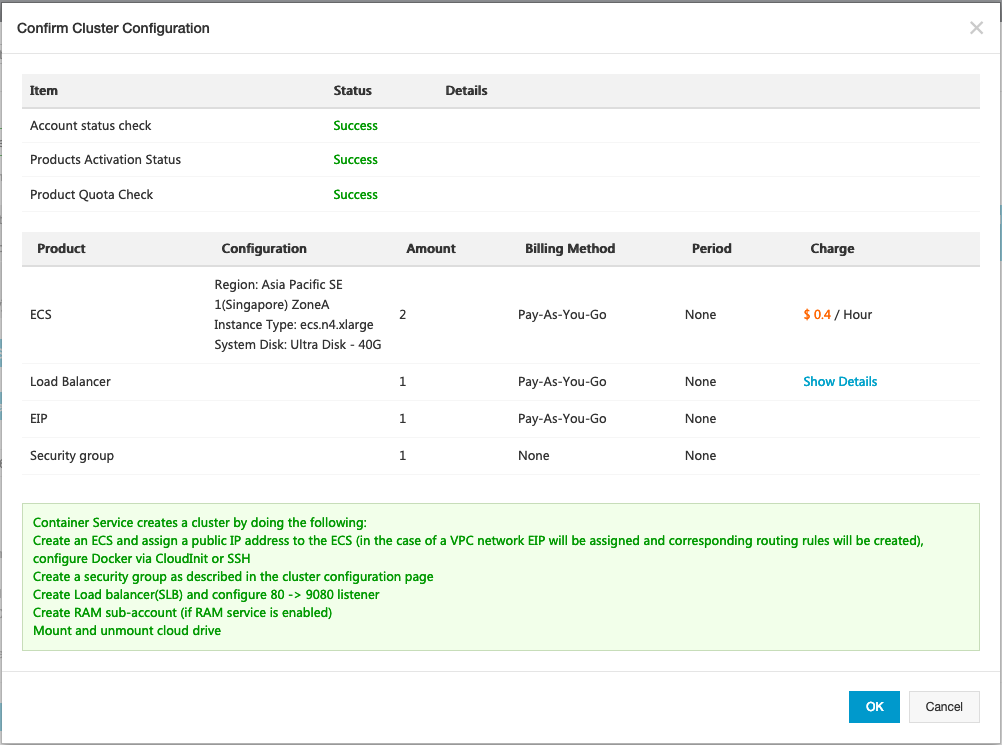 Confirm Cluster Configuration
Item Status Details
Account status check Success
Products Activation Status Success
Product Quota Check Success
Product Configuration Amount Billing Method Period Charge
ECS Region: Asia Pacific SE 1(Singapore) ZoneA Instance Type: ecs.n4.xlarge System Disk: Ultra Disk - 40G 2 Pay-As-You-Go None $ 0.4 / Hour
Load Balancer 1 Pay-As-You-Go None Show Details
EIP 1 Pay-As-You-Go None
Security group 1 None None
Container Service creates a cluster by doing the following:
Create an ECS and assign a public IP address to the ECS (in the case of a VPC network EIP will be assigned and corresponding routing rules will be created),
configure Docker via CloudInit or SSH
Create a security group as described in the cluster configuration page
Create Load balancer(SLB) and configure 80 -> 9080 listener
Create RAM sub-account (if RAM service is enabled)
Mount and unmount cloud drive
OK Cancel